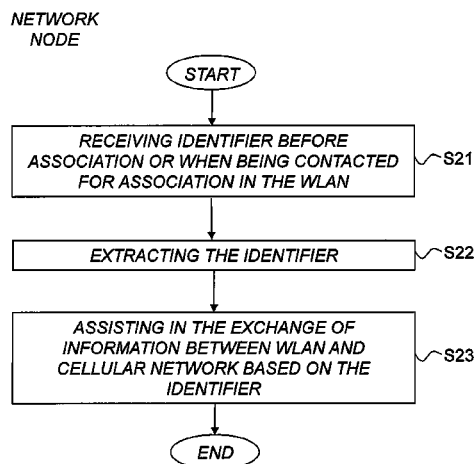 NETWORK
NODE
START
RECEIVING IDENTIFIER BEFORE
ASSOCIATION OR WHEN BEING CONTACTED
FOR ASSOCIATION IN THE WLAN
S21
EXTRACTING THE IDENTIFIER
S22
ASSISTING IN THE EXCHANGE OF
INFORMATION BETWEEN WLAN AND
CELLULAR NETWORK BASED ON THE
IDENTIFIER
S23
END